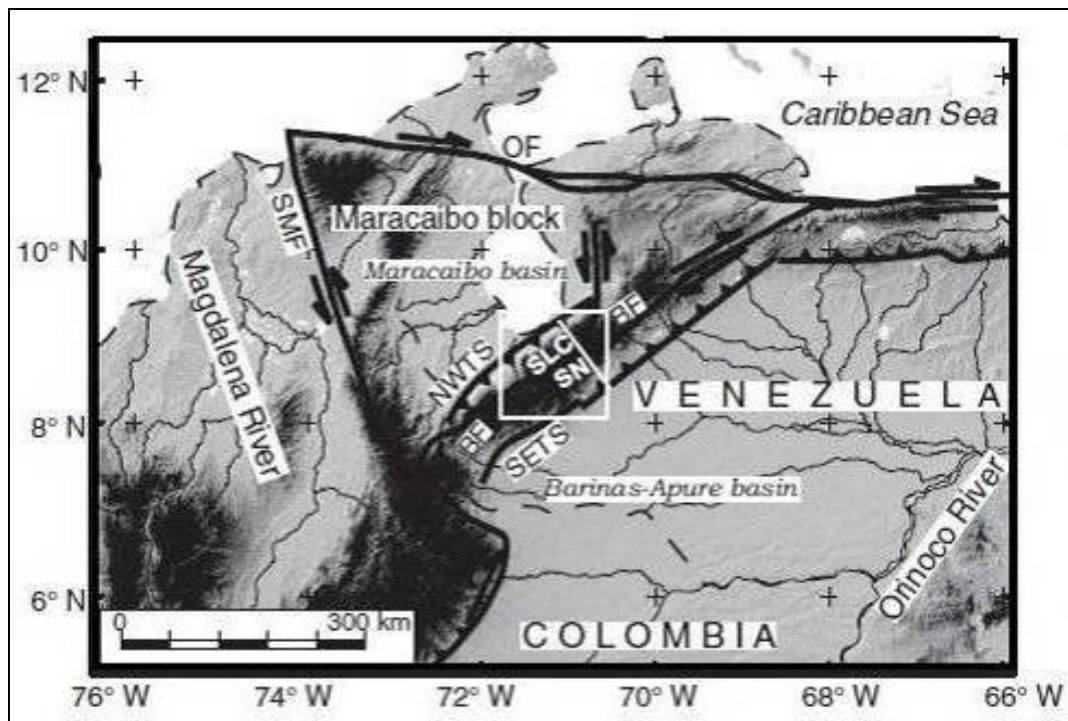 12° N
10° N
8° N
6° N
76° W
74° W
72° W
70° W
68° W
66° W
Caribbean Sea
OF
SMF
Maracaibo block
Maracaibo basin
Magdalena River
BF
NWTS
SLC
SN
BF
SETS
VENEZUELA
Barinas-Apure basin
Orinoco River
COLOMBIA
0 300 km